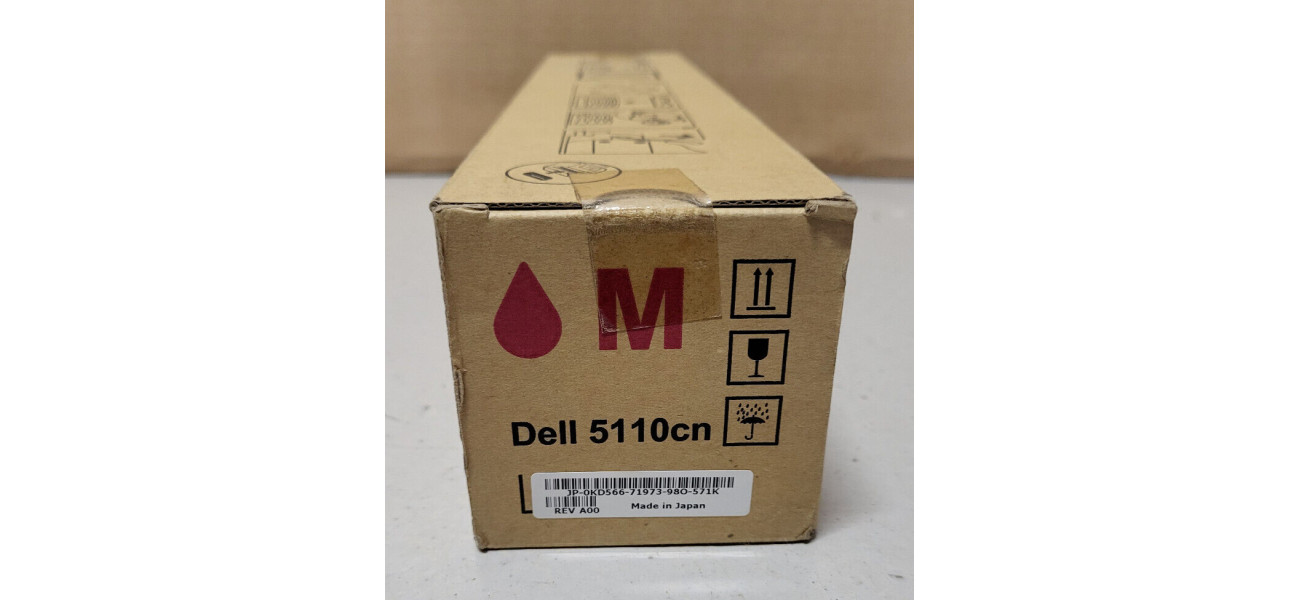 M
Dell 5110cn
JP-0KD566-71973-98O-571K
REV A00
Made in Japan